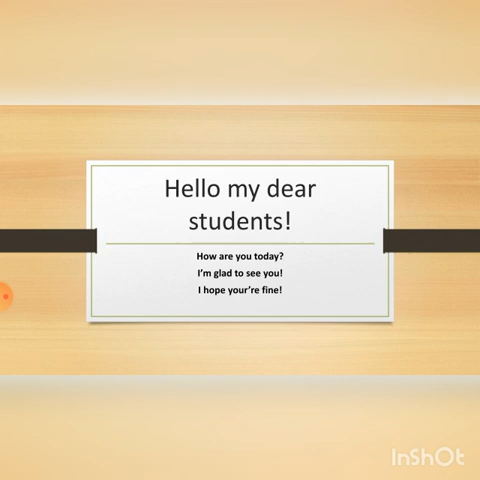 Hello my dear
students!
How are you today?
I'm glad to see you!
I hope your're fine!
InShOt